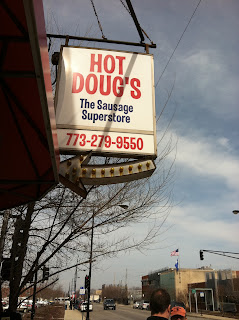 HOT
DOUG'S
The Sausage
Superstore
773-279-9550